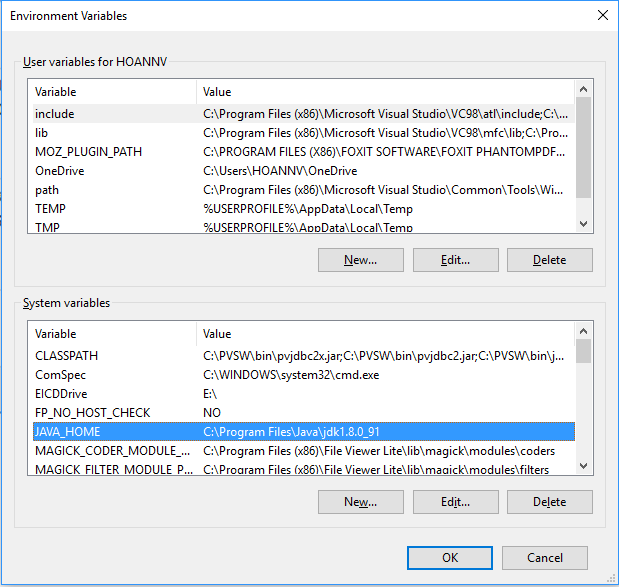 Environment Variables
User variables for HOANNV
Variable Value
include C:\Program Files (x86)\Microsoft Visual Studio\VC98\atl\include;C:\...
lib C:\Program Files (x86)\Microsoft Visual Studio\VC98\mfc\lib;C:\Pro...
MOZ_PLUGIN_PATH C:\PROGRAM FILES (X86)\FOXIT SOFTWARE\FOXIT PHANTOMPDF...
OneDrive C:\Users\HOANNV\OneDrive
path C:\Program Files (x86)\Microsoft Visual Studio\Common\Tools\Wi...
TEMP %USERPROFILE%\AppData\Local\Temp
TMP %USERPROFILE%\AppData\Local\Temp
New... Edit... Delete
System variables
Variable Value
CLASSPATH C:\PVSW\bin\pvjdbc2x.jar;C:\PVSW\bin\pvjdbc2.jar;C:\PVSW\bin\j...
ComSpec C:\WINDOWS\system32\cmd.exe
EICDDrive E:\
FP_NO_HOST_CHECK NO
JAVA_HOME C:\Program Files\Java\jdk1.8.0_91
MAGICK_CODER_MODULE_... C:\Program Files (x86)\File Viewer Lite\lib\magick\modules\coders
MAGICK_FILTER_MODULE_P... C:\Program Files (x86)\File Viewer Lite\lib\magick\modules\filters
New... Edit... Delete
OK Cancel